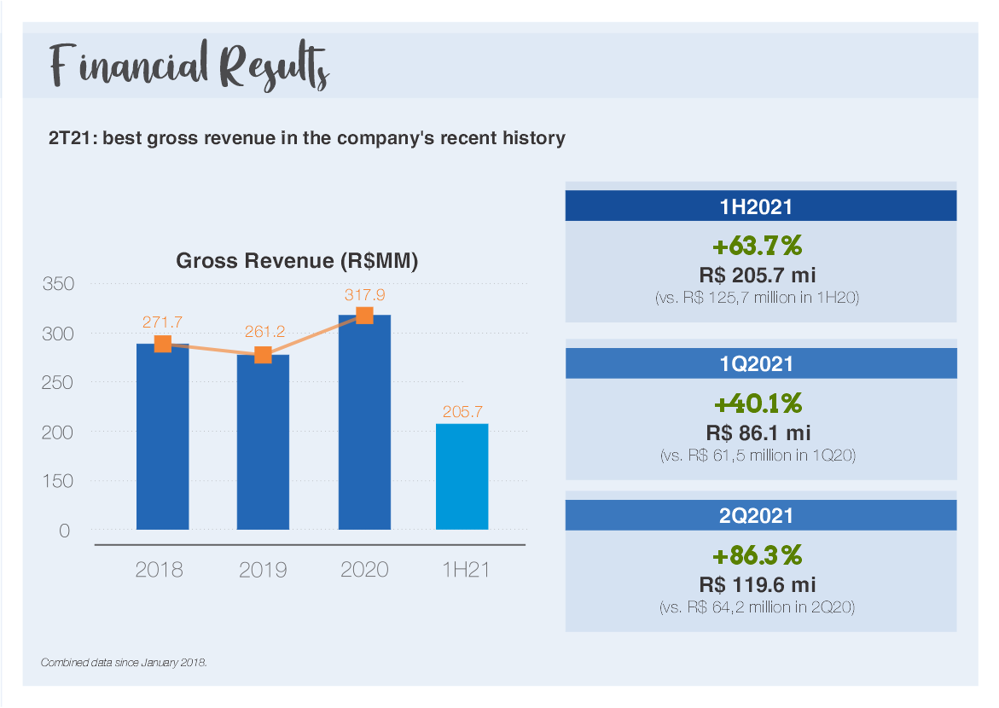 Financial Results
2T21: best gross revenue in the company's recent history
Gross Revenue (R$MM)
350
300
250
200
150
0
271.7
261.2
317.9
205.7
2018
2019
2020
1H21
1H2021
+63.7%
R$ 205.7 mi
(vs. R$ 125,7 million in 1H20)
1Q2021
+40.1%
R$ 86.1 mi
(vs. R$ 61,5 million in 1Q20)
2Q2021
+86.3%
R$ 119.6 mi
(vs. R$ 64,2 million in 2Q20)
Combined data since January 2018.